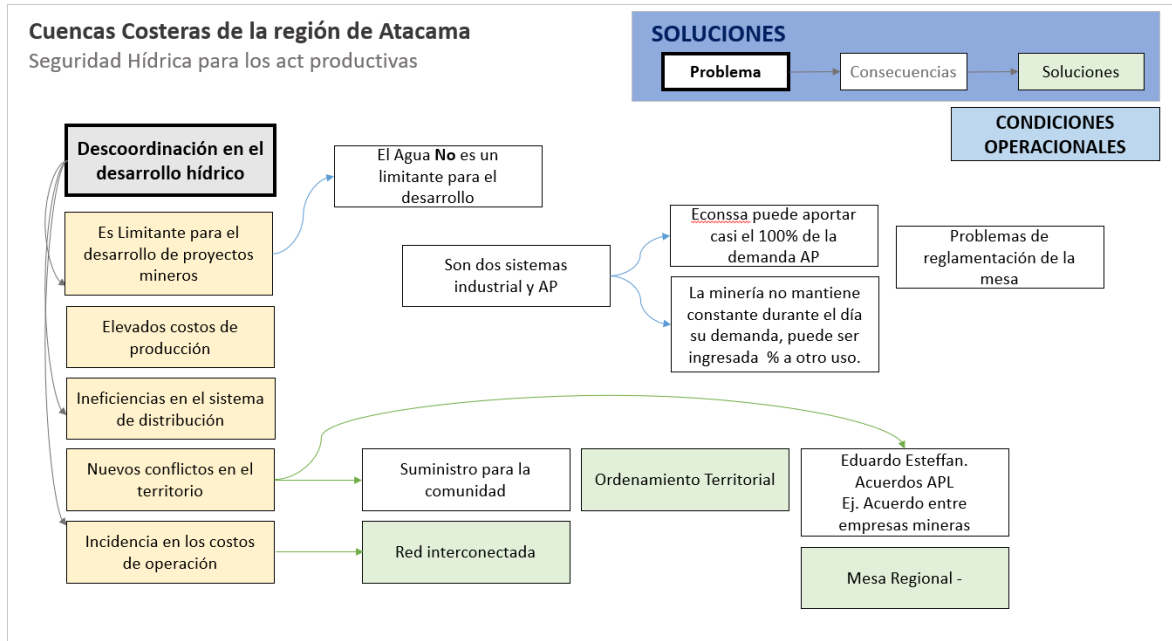 Cuencas Costeras de la región de Atacama
Seguridad Hídrica para los act productivas
SOLUCIONES
Problema
Consecuencias
Soluciones
CONDICIONES
OPERACIONALES
Descoordinación en el
desarrollo hídrico
El Agua No es un
limitante para el
desarrollo
Es Limitante para el
desarrollo de proyectos
mineros
Son dos sistemas
industrial y AP
Econssa puede aportar
casi el 100% de la
demanda AP
Problemas de
reglamentación de la
mesa
La minería no mantiene
constante durante el día
su demanda, puede ser
ingresada % a otro uso.
Elevados costos de
producción
Ineficiencias en el sistema
de distribución
Nuevos conflictos en el
territorio
Suministro para la
comunidad
Ordenamiento Territorial
Eduardo Esteffan.
Acuerdos APL
Ej. Acuerdo entre
empresas mineras
Incidencia en los costos
de operación
Red interconectada
Mesa Regional -